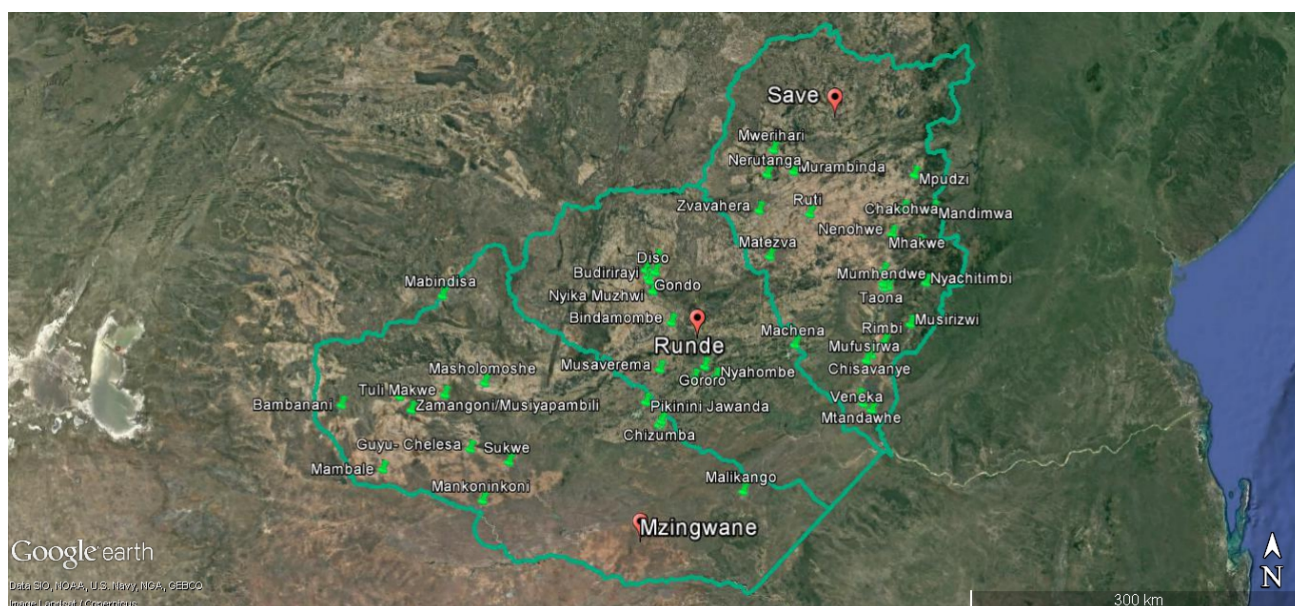 Save
Mwerihari
Nerutanga
Murambinda
Mpudzi
Zvavahera
Ruti
Chakohwa
Mandimwa
Nenohwe
Matezva
Mhakwe
Diso
Budirirayi
Gondo
Mabindisa
Mumhendwe
Nyachitimbi
Nyika Muzhwi
Taona
Bindamombe
Musirizwi
Runde
Machena
Rimbi
Mufusirwa
Musaverema
Chisavanye
Masholomoshe
Gororo
Nyahombe
Tuli Makwe
Bambanani
Zamangoni/Musiyapambili
Pikinini Jawanda
Veneka
Mtandawhe
Chizumba
Guyu- Chelesa
Sukwe
Mambale
Malikango
Mankoninkoni
Mzingwane
Google earth
Data SIO, NOAA, U.S. Navy, NGA, GEBCO
Image Landsat / Copernicus
N
300 km